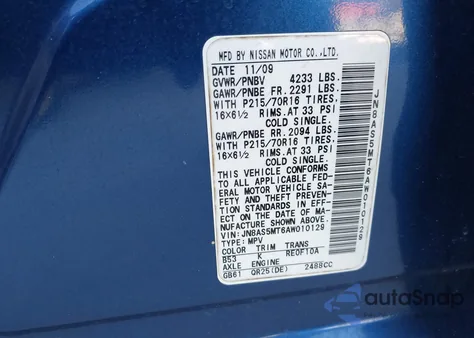 MFD BY NISSAN MOTOR CO.,LTD.
DATE 11/09
GVWR/PNBV 4233 LBS.
GAWR/PNBE FR. 2291 LBS.
WITH P215/70R16 TIRES,
16X6½ RIMS.AT 33 PSI
COLD SINGLE.
GAWR/PNBE RR. 2094 LBS.
WITH P215/70R16 TIRES,
16X6½ RIMS.AT 33 PSI
COLD SINGLE.
THIS VEHICLE CONFORMS
TO ALL APPLICABLE FED-
ERAL MOTOR VEHICLE SA-
FETY AND THEFT PREVEN-
TION STANDARDS IN EFFE-
CT ON THE DATE OF MA-
NUFACTURE SHOWN ABOVE.
VIN: JN8AS5MT6AW010129
TYPE: MPV
COLOR TRIM TRANS
B53 K RE0F10A
AXLE ENGINE
GB61 QR25(DE) 2488CC
JN8AS5MT6AW010129
autoSnap